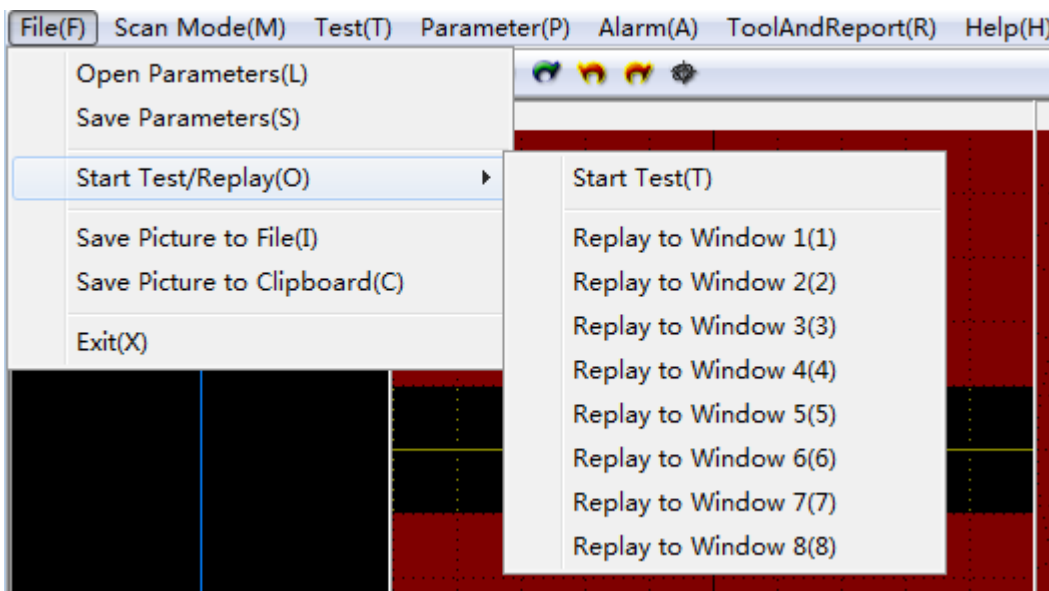 File(F) Scan Mode(M) Test(T) Parameter(P) Alarm(A) ToolAndReport(R) Help(H)
Open Parameters(L)
Save Parameters(S)
Start Test/Replay(O)
Save Picture to File(I)
Save Picture to Clipboard(C)
Exit(X)
Start Test(T)
Replay to Window 1(1)
Replay to Window 2(2)
Replay to Window 3(3)
Replay to Window 4(4)
Replay to Window 5(5)
Replay to Window 6(6)
Replay to Window 7(7)
Replay to Window 8(8)